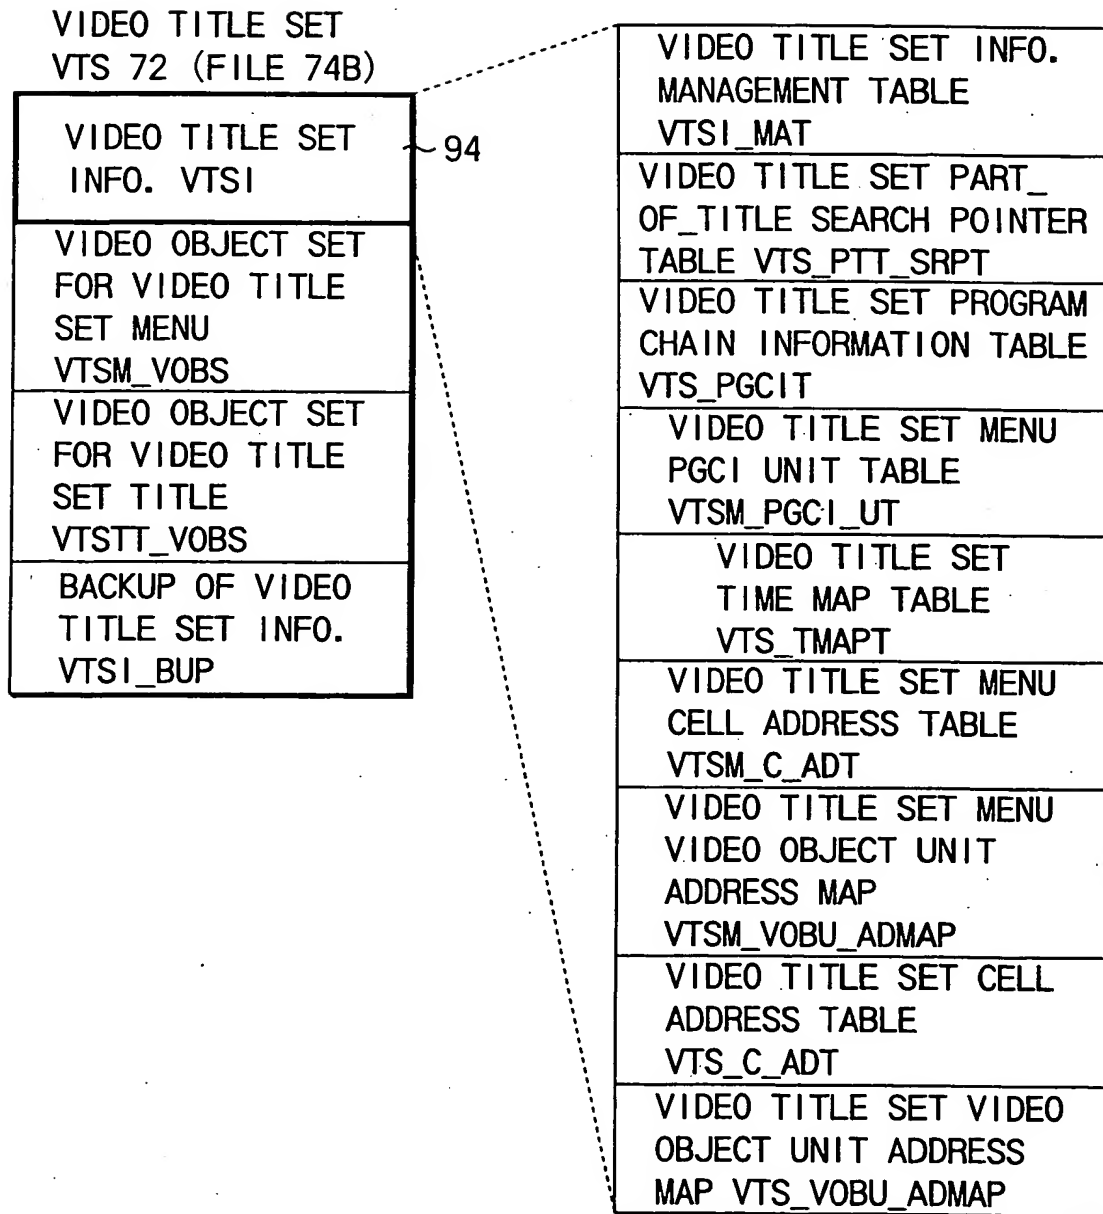 VIDEO TITLE SET
VTS 72 (FILE 74B)
VIDEO TITLE SET
INFO. VTSI
94
VIDEO OBJECT SET
FOR VIDEO TITLE
SET MENU
VTSM_VOBS
VIDEO OBJECT SET
FOR VIDEO TITLE
SET TITLE
VTSTT_VOBS
BACKUP OF VIDEO
TITLE SET INFO.
VTSI_BUP
VIDEO TITLE SET INFO.
MANAGEMENT TABLE
VTSI_MAT
VIDEO TITLE SET PART_
OF_TITLE SEARCH POINTER
TABLE VTS_PTT_SRPT
VIDEO TITLE SET PROGRAM
CHAIN INFORMATION TABLE
VTS_PGCIT
VIDEO TITLE SET MENU
PGCI UNIT TABLE
VTSM_PGCI_UT
VIDEO TITLE SET
TIME MAP TABLE
VTS_TMAPT
VIDEO TITLE SET MENU
CELL ADDRESS TABLE
VTSM_C_ADT
VIDEO TITLE SET MENU
VIDEO OBJECT UNIT
ADDRESS MAP
VTSM_VOBU_ADMAP
VIDEO TITLE SET CELL
ADDRESS TABLE
VTS_C_ADT
VIDEO TITLE SET VIDEO
OBJECT UNIT ADDRESS
MAP VTS_VOBU_ADMAP